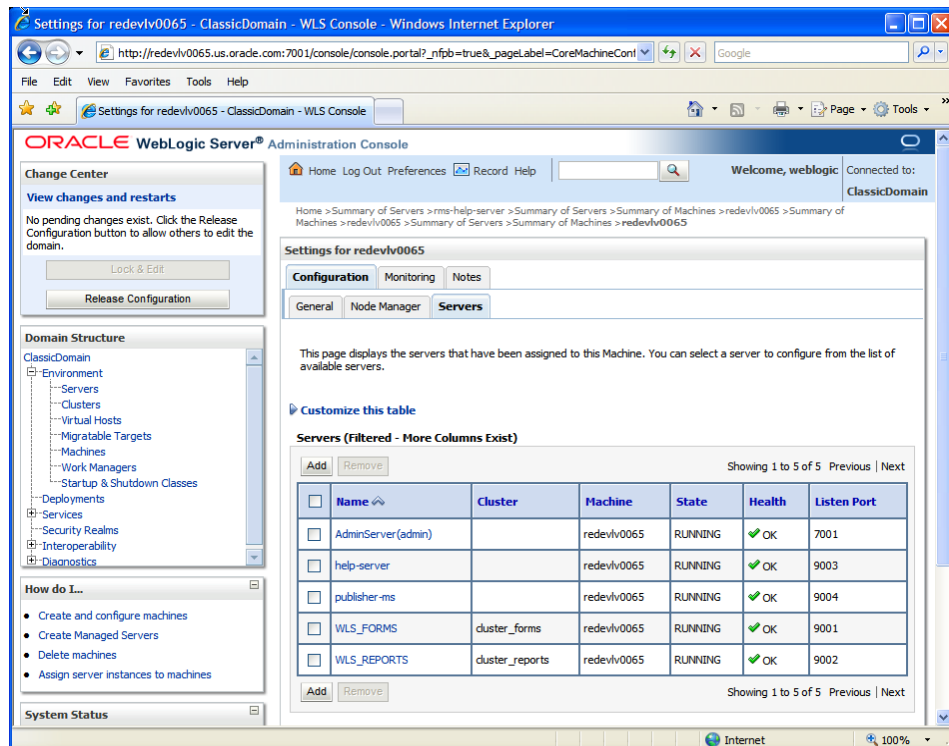 Settings for redevlv0065 - ClassicDomain - WLS Console - Windows Internet Explorer
http://redevlv0065.us.oracle.com:7001/console/console.portal?_nfpb=true&_pageLabel=CoreMachineConf
Google
File Edit View Favorites Tools Help
Settings for redevlv0065 - ClassicDomain - WLS Console
Page Tools »
ORACLE WebLogic Server® Administration Console
Change Center
View changes and restarts
No pending changes exist. Click the Release
Configuration button to allow others to edit the
domain.
Lock & Edit
Release Configuration
Domain Structure
ClassicDomain
Environment
Servers
Clusters
Virtual Hosts
Migratable Targets
Machines
Work Managers
Startup & Shutdown Classes
Deployments
Services
Security Realms
Interoperability
Diagnostics
How do I...
Create and configure machines
Create Managed Servers
Delete machines
Assign server instances to machines
System Status
Home Log Out Preferences Record Help
Welcome, weblogic
Connected to:
ClassicDomain
Home >Summary of Servers >rms-help-server >Summary of Servers >Summary of Machines >redevlv0065 >Summary of
Machines >redevlv0065 >Summary of Servers >Summary of Machines >redevlv0065
Settings for redevlv0065
Configuration Monitoring Notes
General Node Manager Servers
This page displays the servers that have been assigned to this Machine. You can select a server to configure from the list of
available servers.
Customize this table
Servers (Filtered - More Columns Exist)
Add Remove Showing 1 to 5 of 5 Previous | Next
Name Cluster Machine State Health Listen Port
AdminServer(admin) redevlv0065 RUNNING OK 7001
help-server redevlv0065 RUNNING OK 9003
publisher-ms redevlv0065 RUNNING OK 9004
WLS_FORMS cluster_forms redevlv0065 RUNNING OK 9001
WLS_REPORTS cluster_reports redevlv0065 RUNNING OK 9002
Add Remove Showing 1 to 5 of 5 Previous | Next
Internet 100%